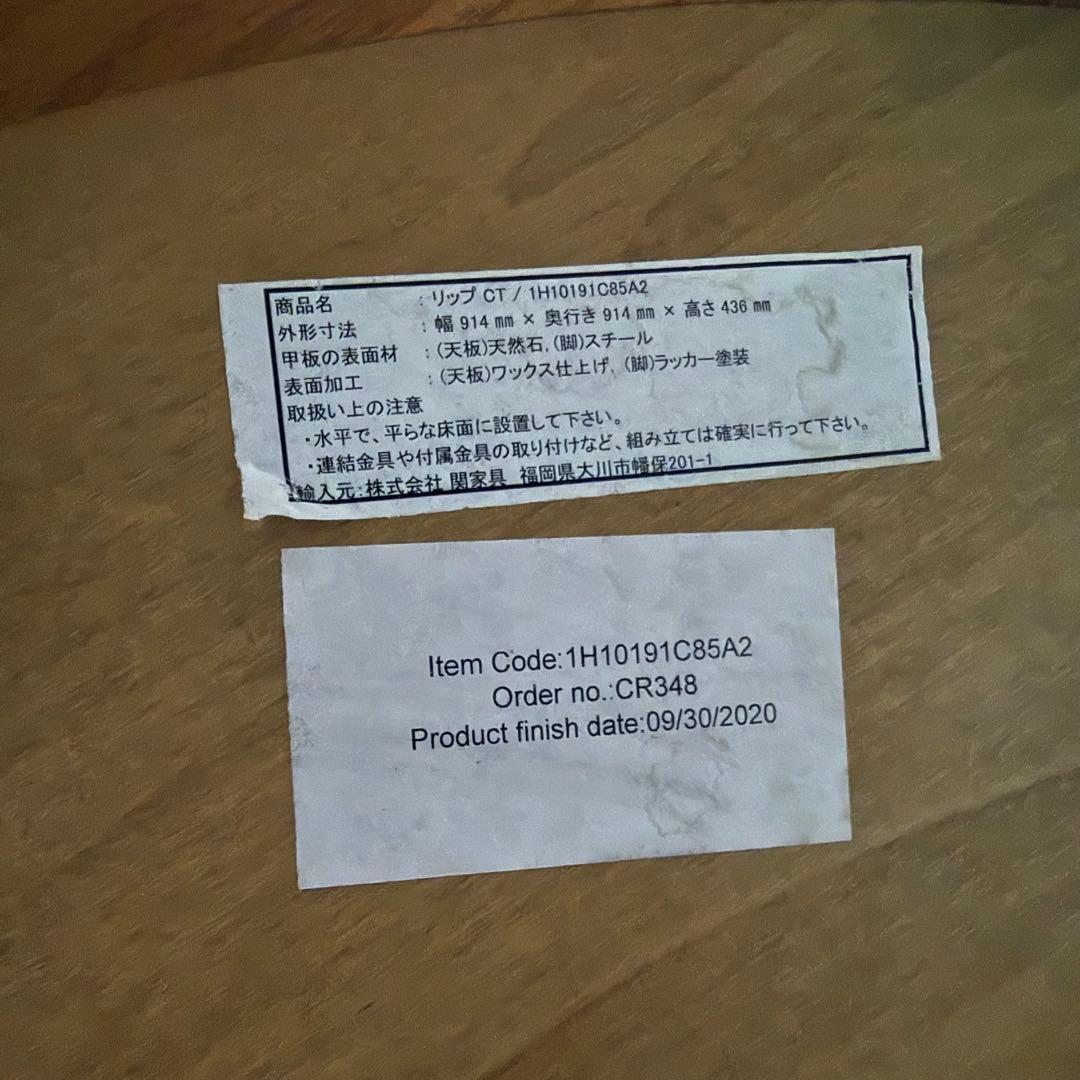 商品名 : リップ CT / 1H10191C85A2
外形寸法 : 幅 914 ㎜ × 奥行き 914 ㎜ × 高さ 436 ㎜
甲板の表面材 : (天板)天然石, (脚)スチール
表面加工 : (天板)ワックス仕上げ, (脚)ラッカー塗装
取扱い上の注意
・水平で、平らな床面に設置して下さい。
・連結金具や付属金具の取り付けなど、組み立ては確実に行って下さい。
輸入元:株式会社 関家具 福岡県大川市幡保201-1
Item Code:1H10191C85A2
Order no.:CR348
Product finish date:09/30/2020